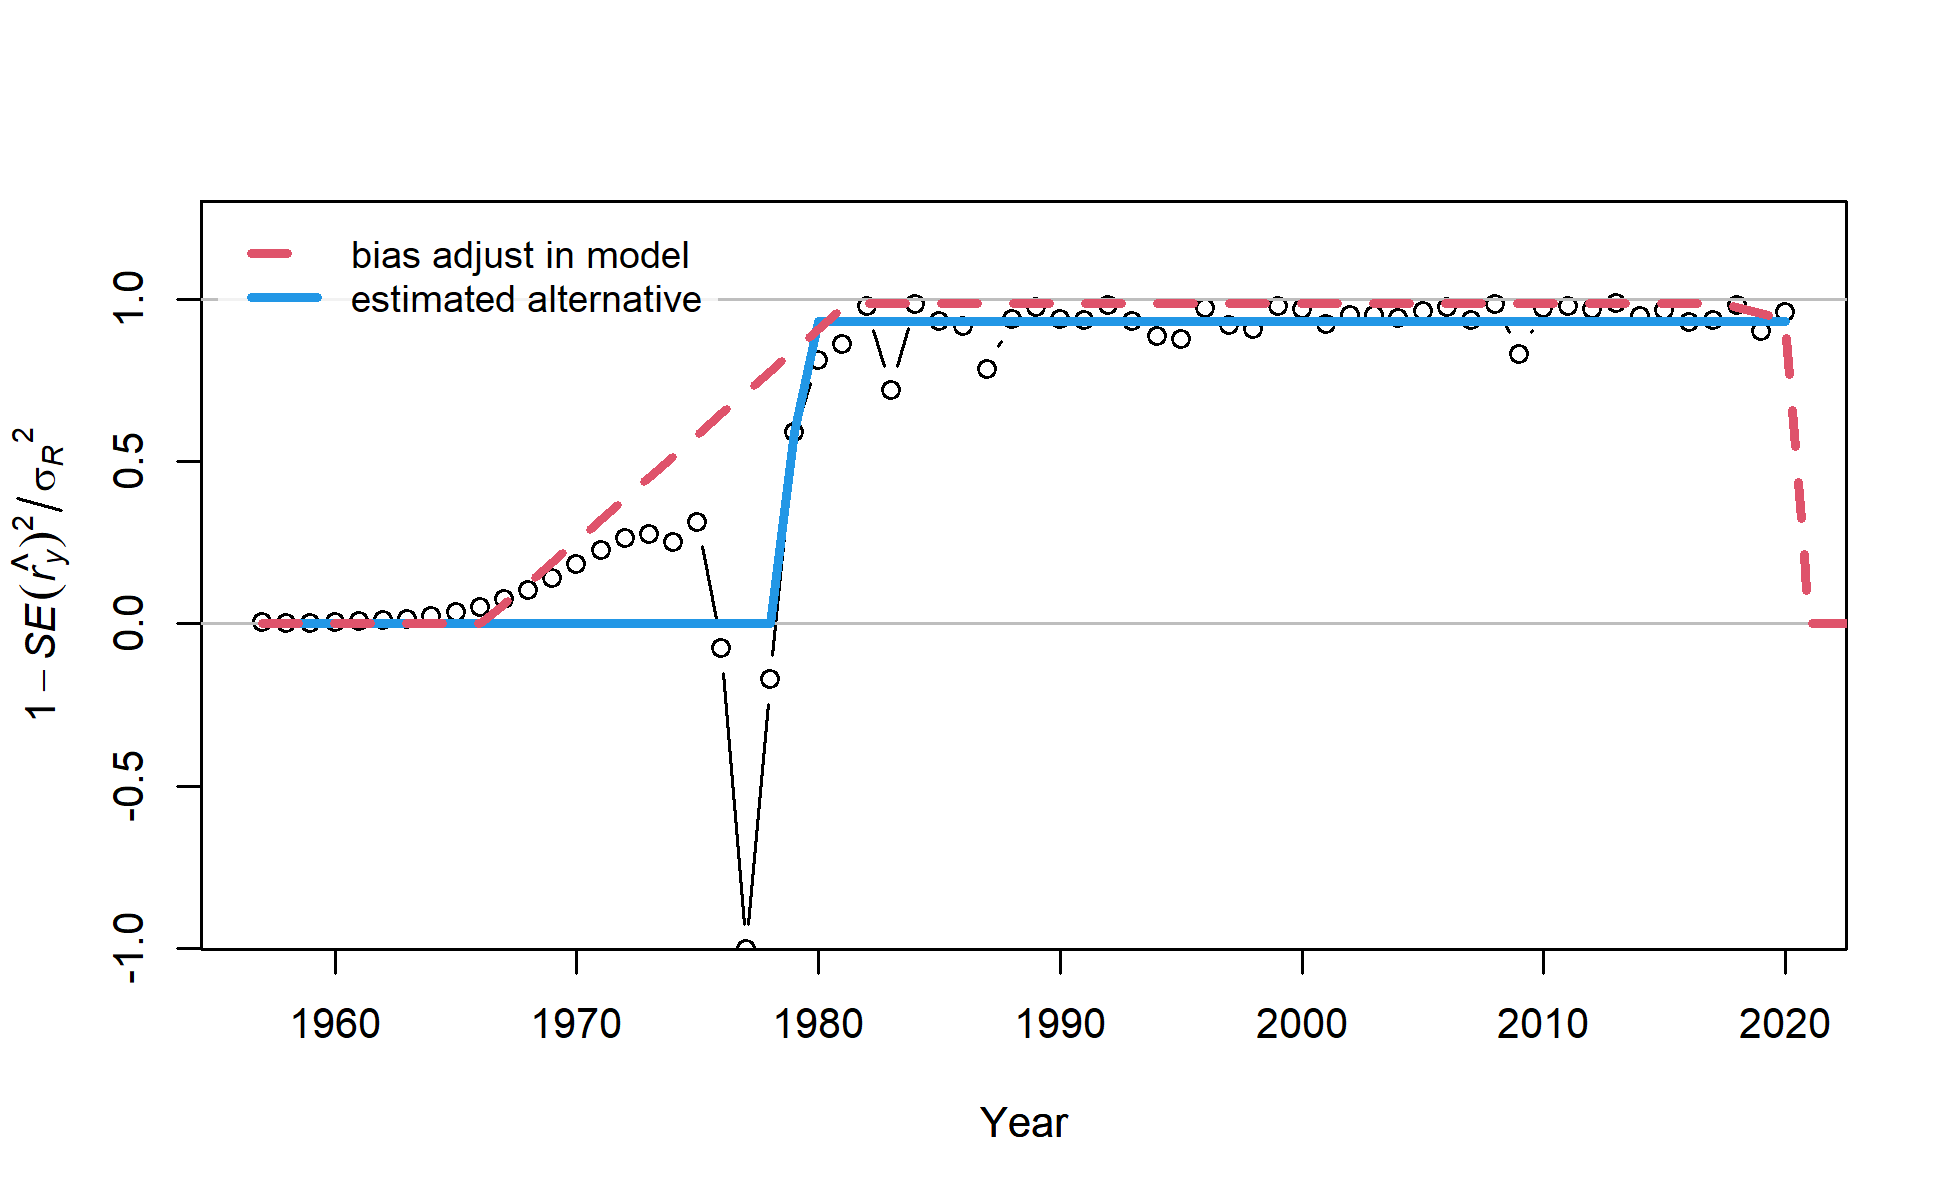 bias adjust in model
estimated alternative
1.0
0.5
0.0
-0.5
-1.0
1 − SE(r̂y)²/σR²
1960 1970 1980 1990 2000 2010 2020
Year